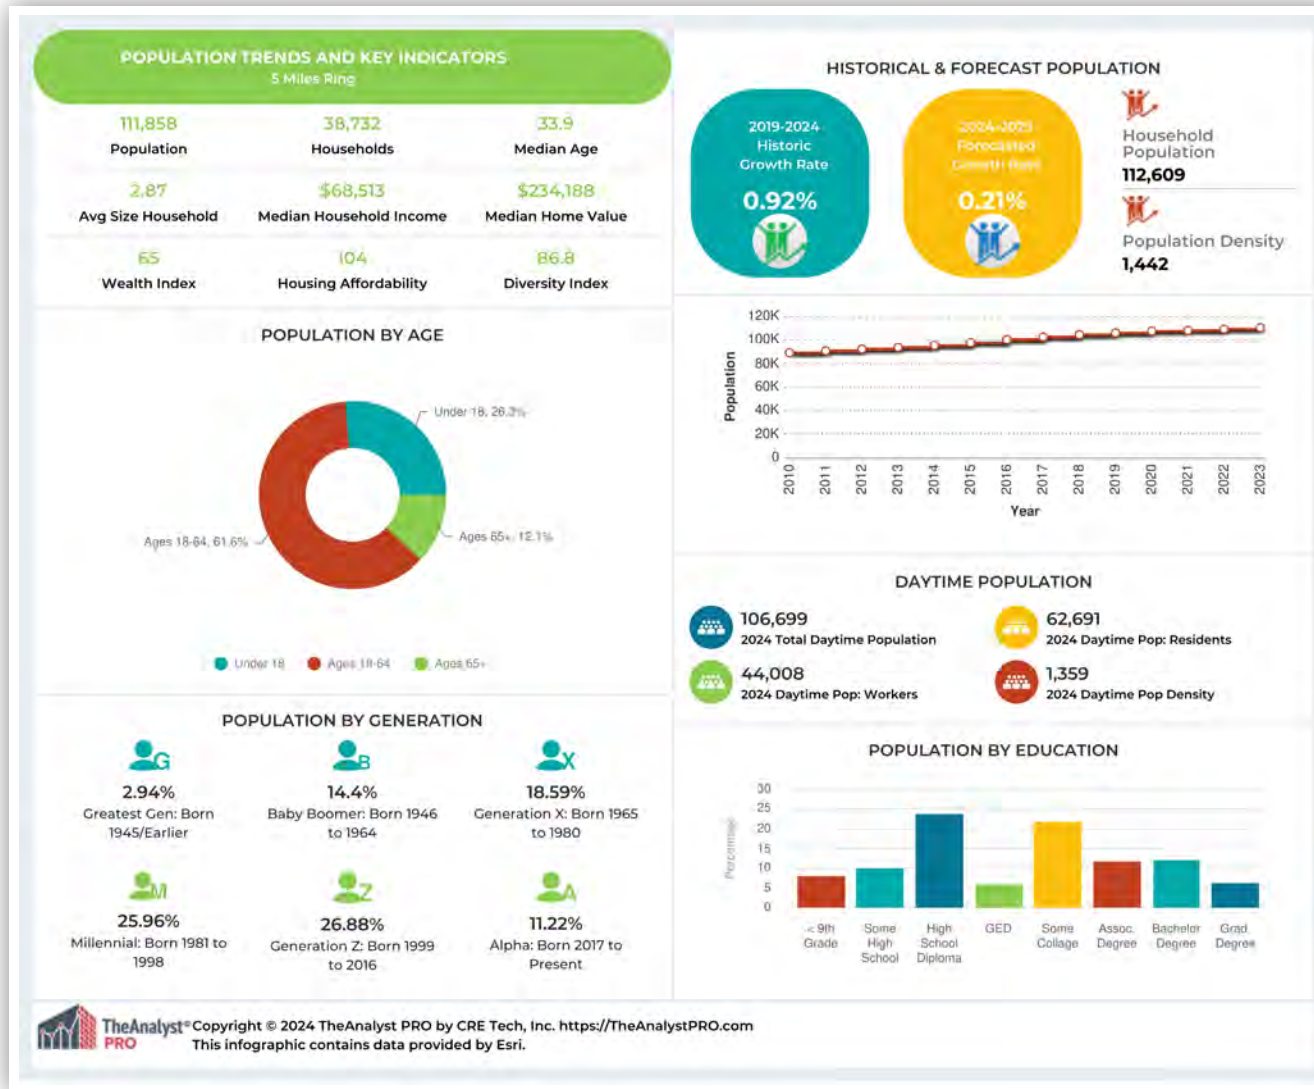 POPULATION TRENDS AND KEY INDICATORS
5 Miles Ring
111,858
Population
38,732
Households
33.9
Median Age
2.87
Avg Size Household
$68,513
Median Household Income
$234,188
Median Home Value
65
Wealth Index
104
Housing Affordability
86.8
Diversity Index
HISTORICAL & FORECAST POPULATION
2019-2024
Historic
Growth Rate
0.92%
2024-2029
Forecasted
Growth Rate
0.21%
Household
Population
112,609
Population Density
1,442
POPULATION BY AGE
Under 18, 26.3%
Ages 18-64, 61.6%
Ages 65+, 12.1%
Under 18
Ages 18-64
Ages 65+
Population
120K
100K
80K
60K
40K
20K
0
2010
2011
2012
2013
2014
2015
2016
2017
2018
2019
2020
2021
2022
2023
Year
DAYTIME POPULATION
106,699
2024 Total Daytime Population
62,691
2024 Daytime Pop: Residents
44,008
2024 Daytime Pop: Workers
1,359
2024 Daytime Pop Density
POPULATION BY GENERATION
G
2.94%
Greatest Gen: Born
1945/Earlier
B
14.4%
Baby Boomer: Born 1946
to 1964
X
18.59%
Generation X: Born 1965
to 1980
M
25.96%
Millennial: Born 1981 to
1998
Z
26.88%
Generation Z: Born 1999
to 2016
A
11.22%
Alpha: Born 2017 to
Present
POPULATION BY EDUCATION
Percentage
30
25
20
15
10
5
0
< 9th
Grade
Some
High
School
High
School
Diploma
GED
Some
Collage
Assoc.
Degree
Bachelor
Degree
Grad
Degree
TheAnalyst®
PRO
Copyright © 2024 TheAnalyst PRO by CRE Tech, Inc. https://TheAnalystPRO.com
This infographic contains data provided by Esri.